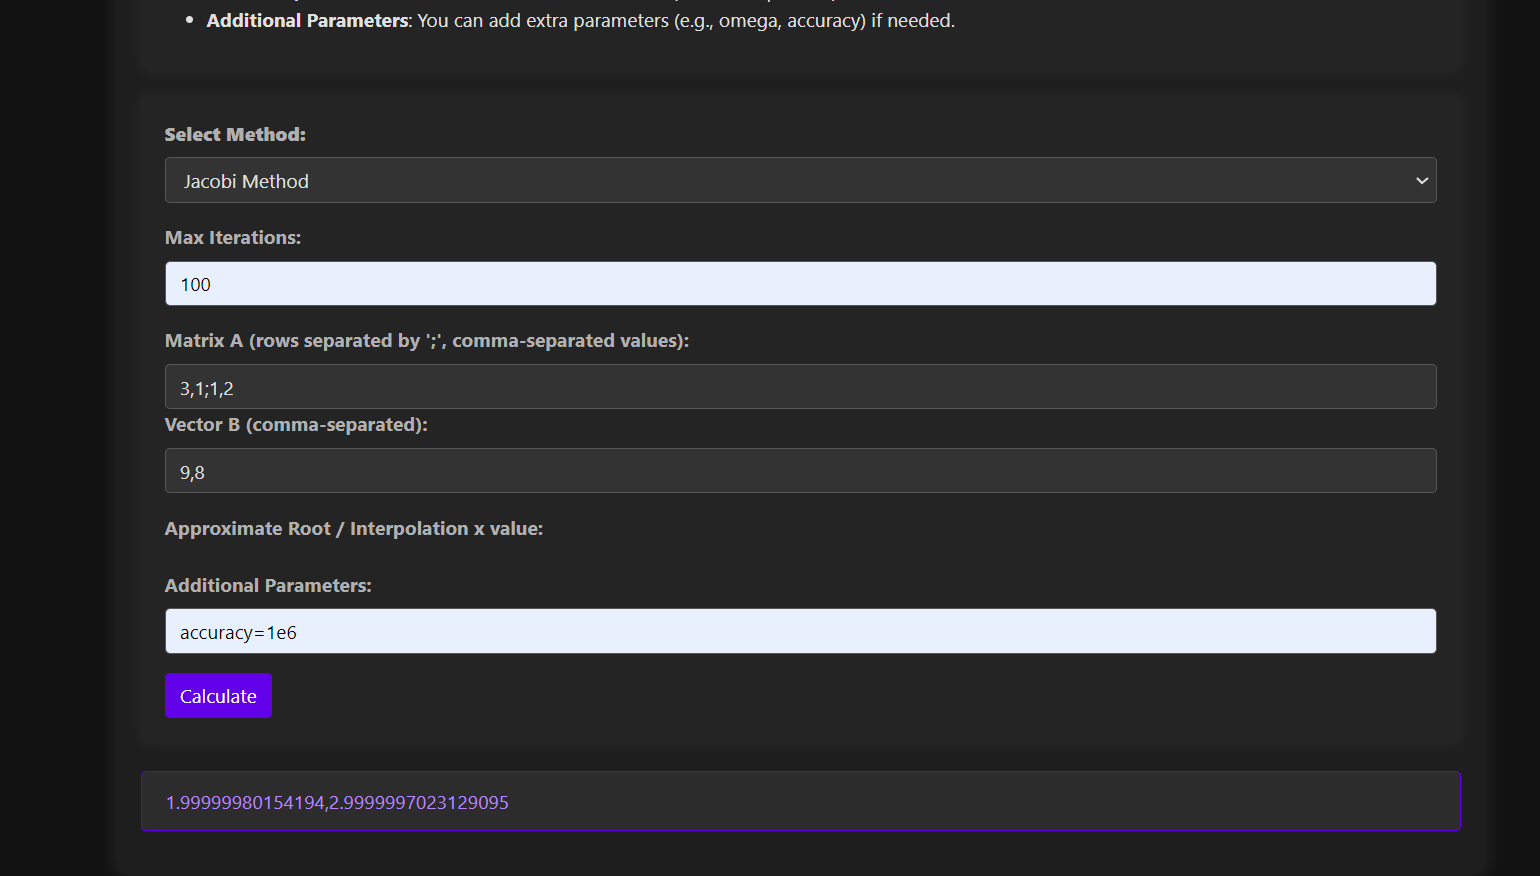 • Additional Parameters: You can add extra parameters (e.g., omega, accuracy) if needed.
Select Method:
Jacobi Method
Max Iterations:
100
Matrix A (rows separated by ';', comma-separated values):
3,1;1,2
Vector B (comma-separated):
9,8
Approximate Root / Interpolation x value:
Additional Parameters:
accuracy=1e6
Calculate
1.99999980154194,2.9999997023129095